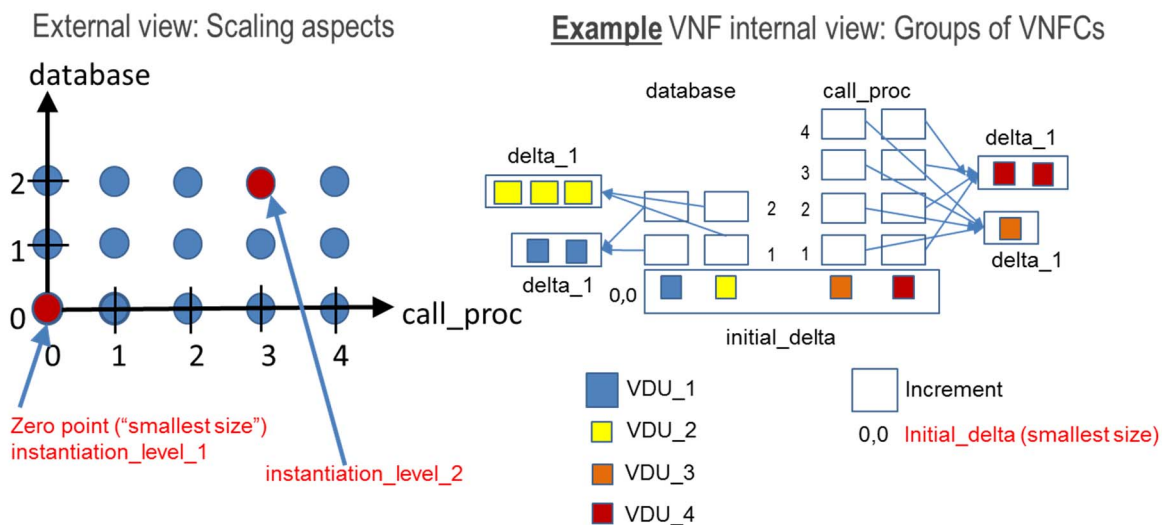 External view: Scaling aspects
database
2
1
0
0
1
2
3
4
call_proc
Zero point (“smallest size”)
instantiation_level_1
instantiation_level_2
Example VNF internal view: Groups of VNFCs
database
call_proc
delta_1
delta_1
2
1
4
3
2
1
delta_1
delta_1
0,0
initial_delta
VDU_1
VDU_2
VDU_3
VDU_4
Increment
0,0 Initial_delta (smallest size)